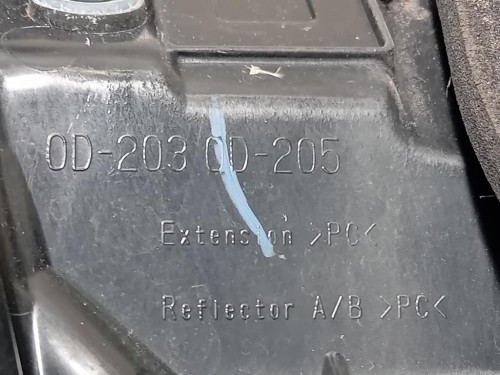 0D-203 0D-205
Extension >PC<
Reflector A/B >PC<